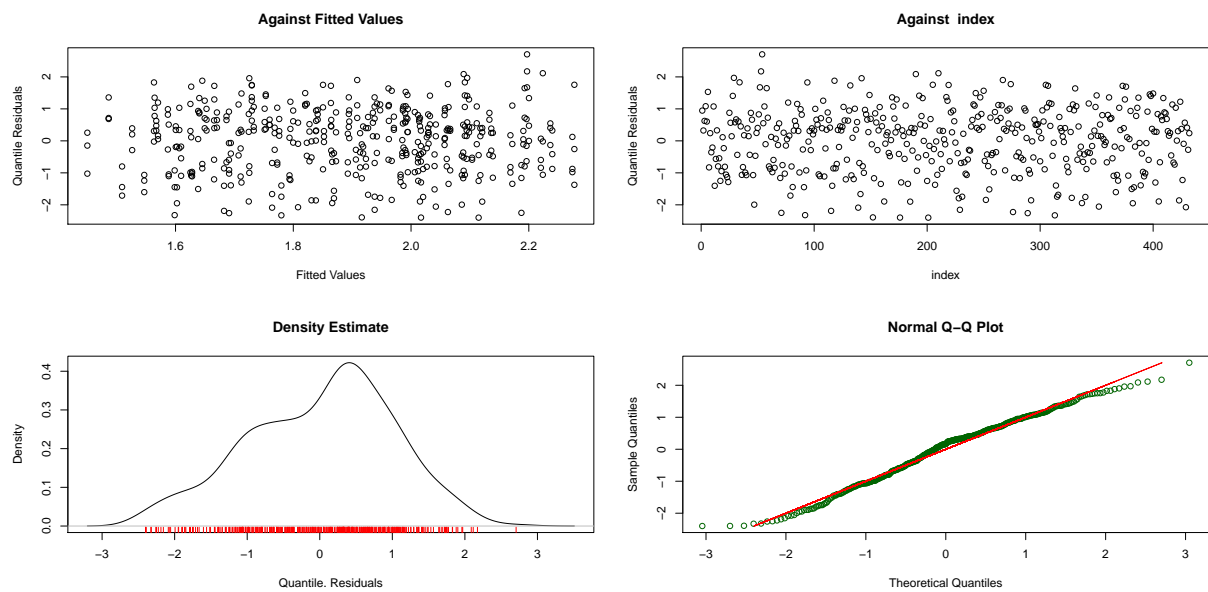 Against Fitted Values
Quantile Residuals
−2 −1 0 1 2
1.6 1.8 2.0 2.2
Fitted Values
Against  index
Quantile Residuals
−2 −1 0 1 2
0 100 200 300 400
index
Density Estimate
Density
0.0 0.1 0.2 0.3 0.4
−3 −2 −1 0 1 2 3
Quantile. Residuals
Normal Q−Q Plot
Sample Quantiles
−2 −1 0 1 2
−3 −2 −1 0 1 2 3
Theoretical Quantiles